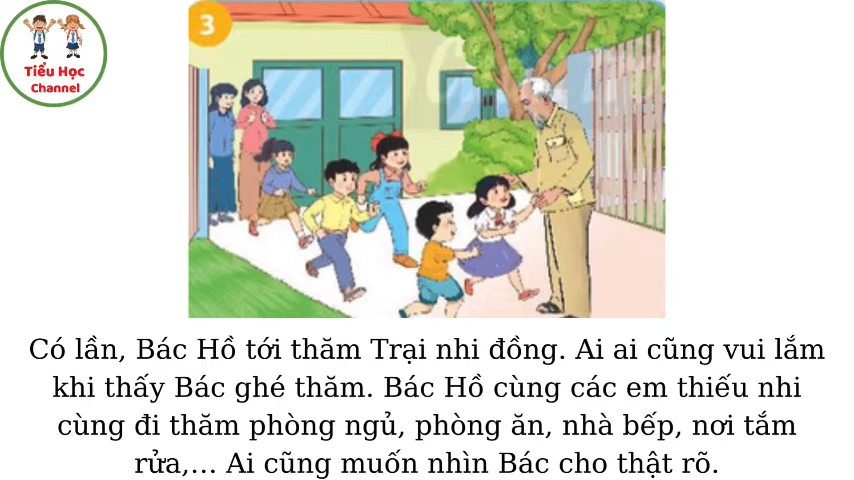 3
Tiểu Học
Channel
Có lần, Bác Hồ tới thăm Trại nhi đồng. Ai ai cũng vui lắm
khi thấy Bác ghé thăm. Bác Hồ cùng các em thiếu nhi
cùng đi thăm phòng ngủ, phòng ăn, nhà bếp, nơi tắm
rửa,... Ai cũng muốn nhìn Bác cho thật rõ.